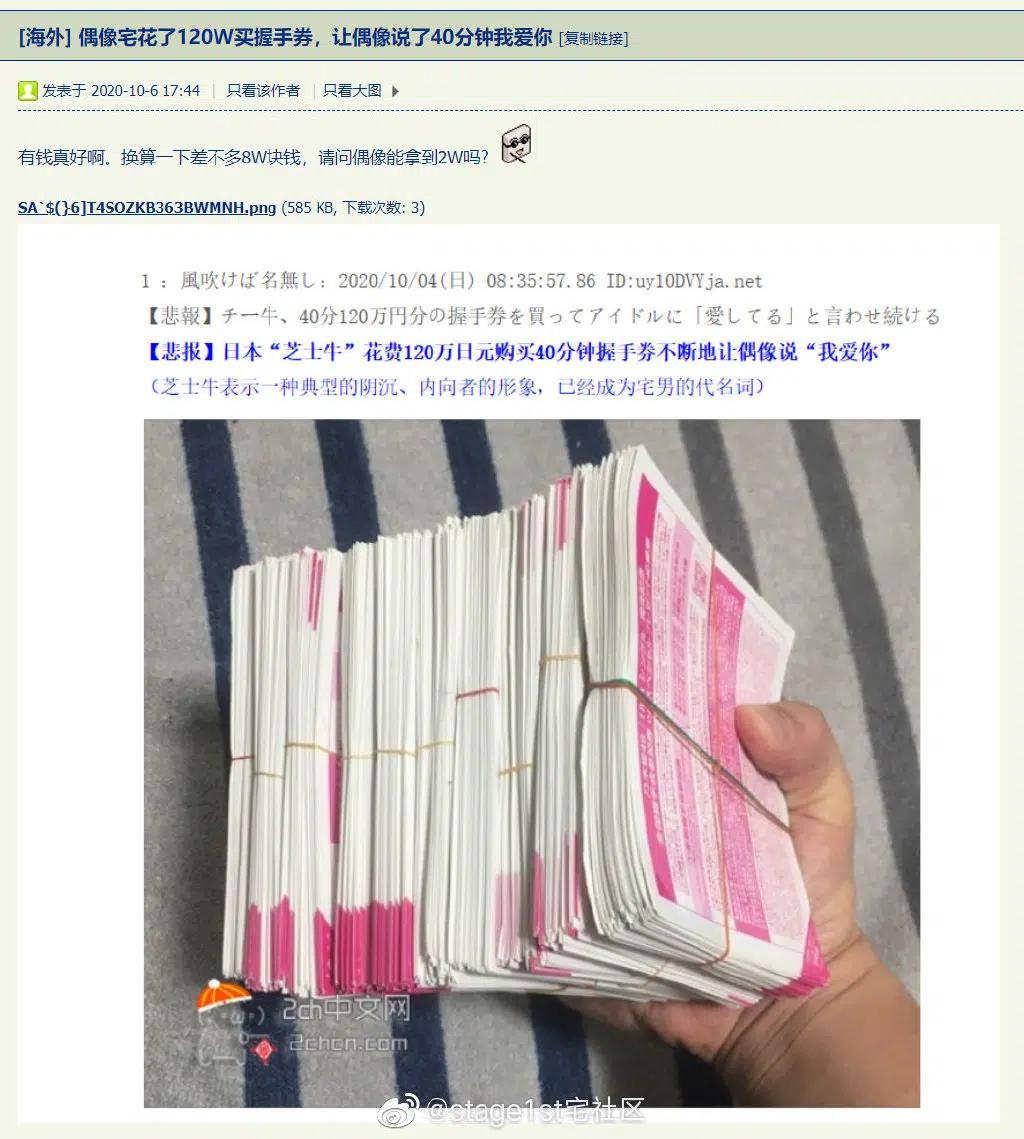 [海外] 偶像宅花了120W买握手券，让偶像说了40分钟我爱你 [复制链接]
发表于 2020-10-6 17:44 | 只看该作者 | 只看大图
有钱真好啊。换算一下差不多8W块钱，请问偶像能拿到2W吗？
SA`$(}6]T4SOZKB363BWMNH.png (585 KB, 下载次数: 3)
1 : 風吹けば名無し : 2020/10/04(日) 08:35:57.86 ID:uy10DVYja.net
【悲報】チー牛、40分120万円分の握手券を買ってアイドルに「愛してる」と言わせ続ける
【悲报】日本“芝士牛”花费120万日元购买40分钟握手券不断地让偶像说“我爱你”
（芝士牛表示一种典型的阴沉、内向者的形象，已经成为宅男的代名词）
2ch中文网
2chcn.com
@stage1st宅社区